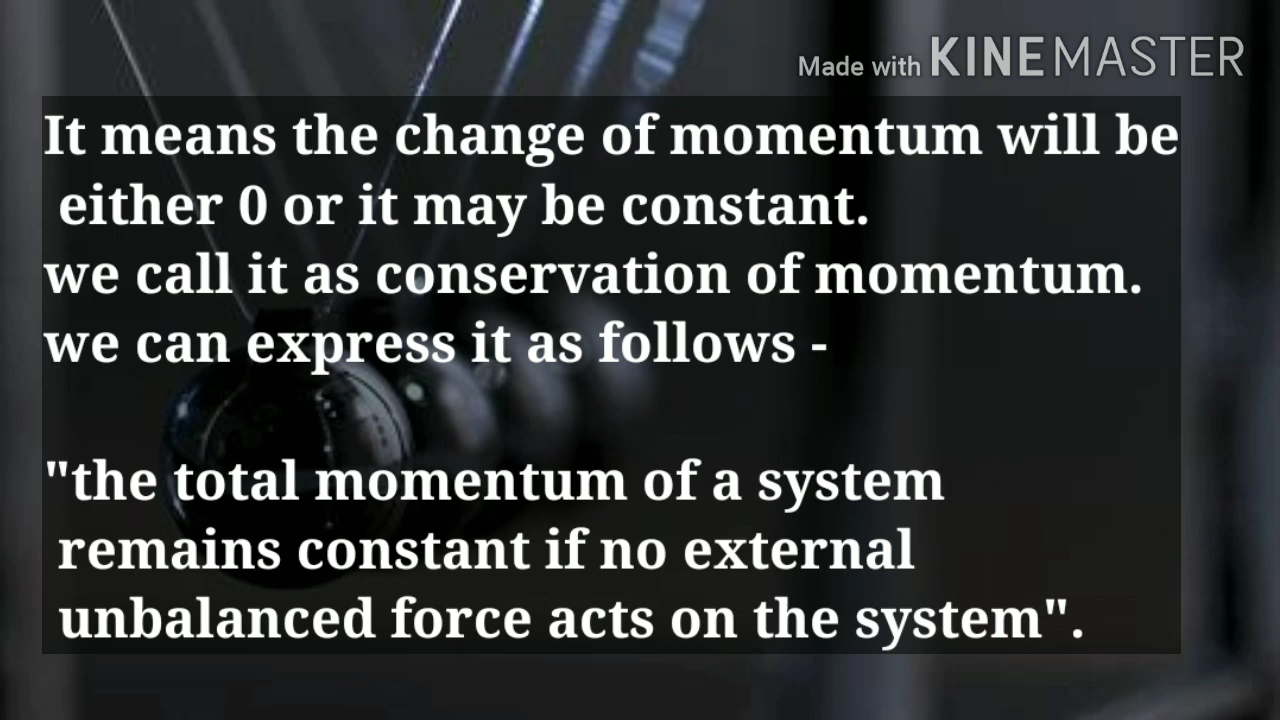 Made with KINEMASTER
It means the change of momentum will be
either 0 or it may be constant.
we call it as conservation of momentum.
we can express it as follows -
"the total momentum of a system
remains constant if no external
unbalanced force acts on the system".